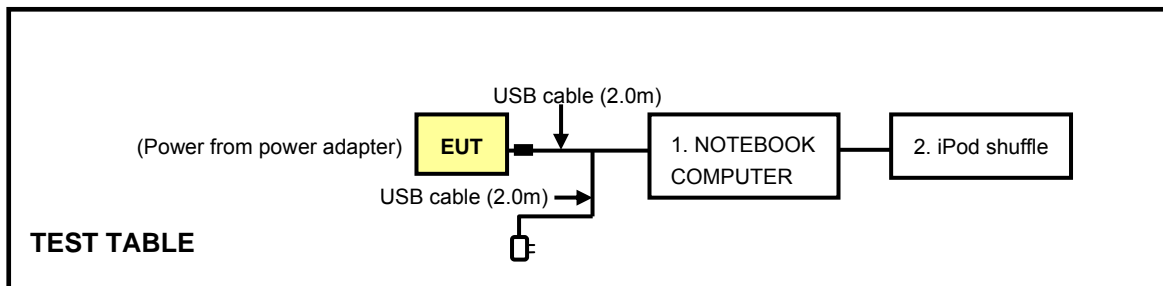 USB cable (2.0m)
(Power from power adapter)
EUT
1. NOTEBOOK
COMPUTER
2. iPod shuffle
USB cable (2.0m)
TEST TABLE